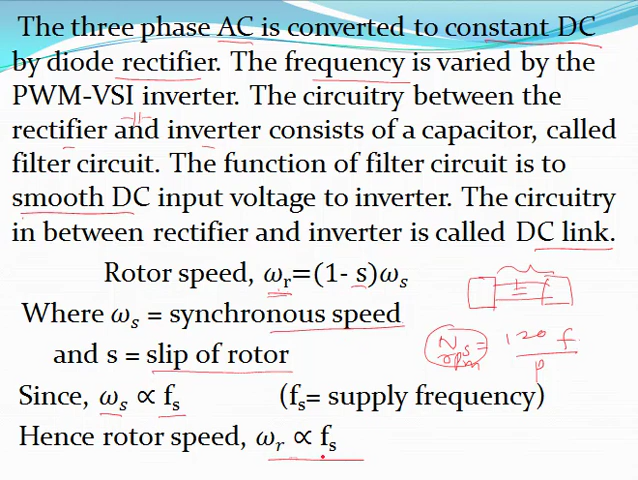 The three phase AC is converted to constant DC
by diode rectifier. The frequency is varied by the
PWM-VSI inverter. The circuitry between the
rectifier and inverter consists of a capacitor, called
filter circuit. The function of filter circuit is to
smooth DC input voltage to inverter. The circuitry
in between rectifier and inverter is called DC link.
Rotor speed, ωr=(1- s)ωs
Where ωs = synchronous speed
Ns = 120 f
rpm P
and s = slip of rotor
Since, ωs ∝ fs (fs= supply frequency)
Hence rotor speed, ωr ∝ fs